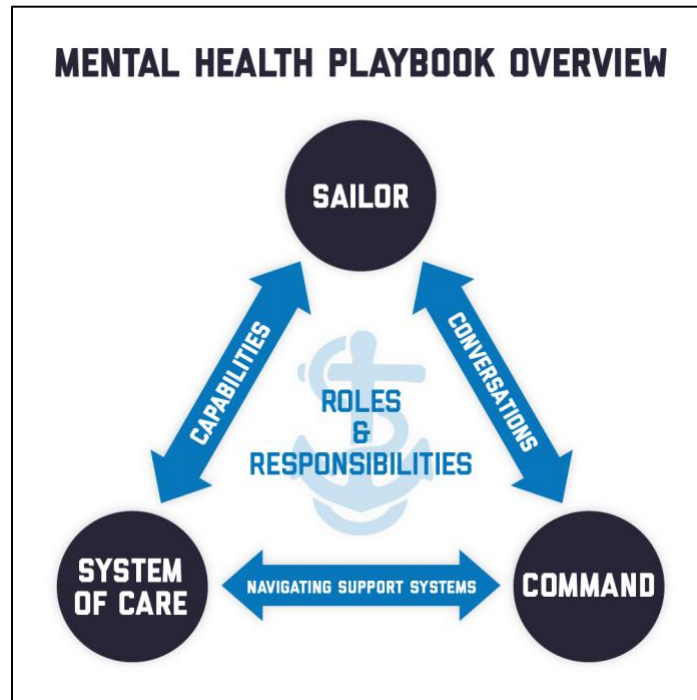 MENTAL HEALTH PLAYBOOK OVERVIEW
SAILOR
CAPABILITIES
CONVERSATIONS
ROLES
&
RESPONSIBILITIES
SYSTEM
OF CARE
NAVIGATING SUPPORT SYSTEMS
COMMAND